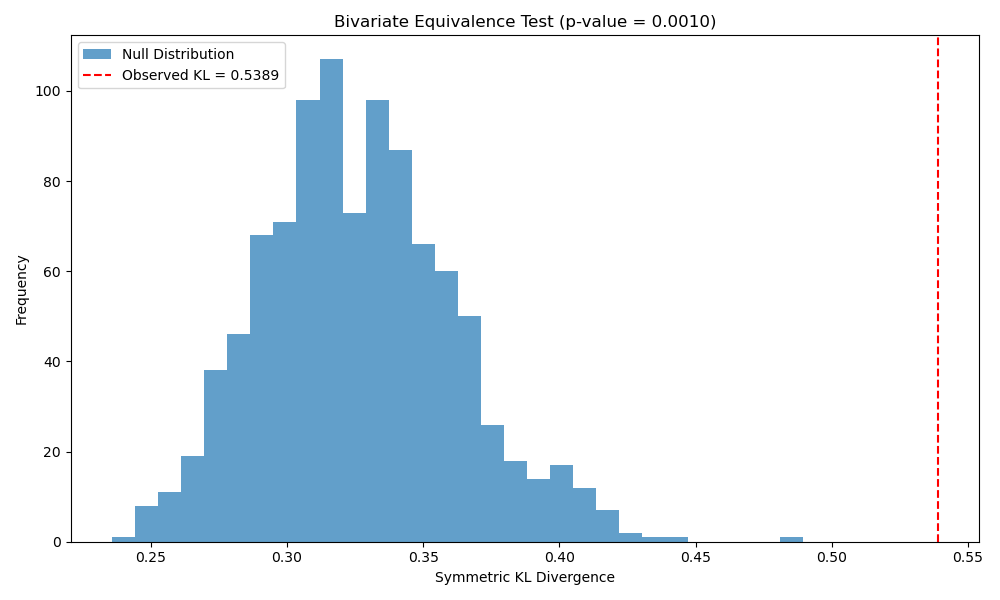 Bivariate Equivalence Test (p-value = 0.0010)
Null Distribution
Observed KL = 0.5389
Frequency
100
80
60
40
20
0
0.25 0.30 0.35 0.40 0.45 0.50 0.55
Symmetric KL Divergence